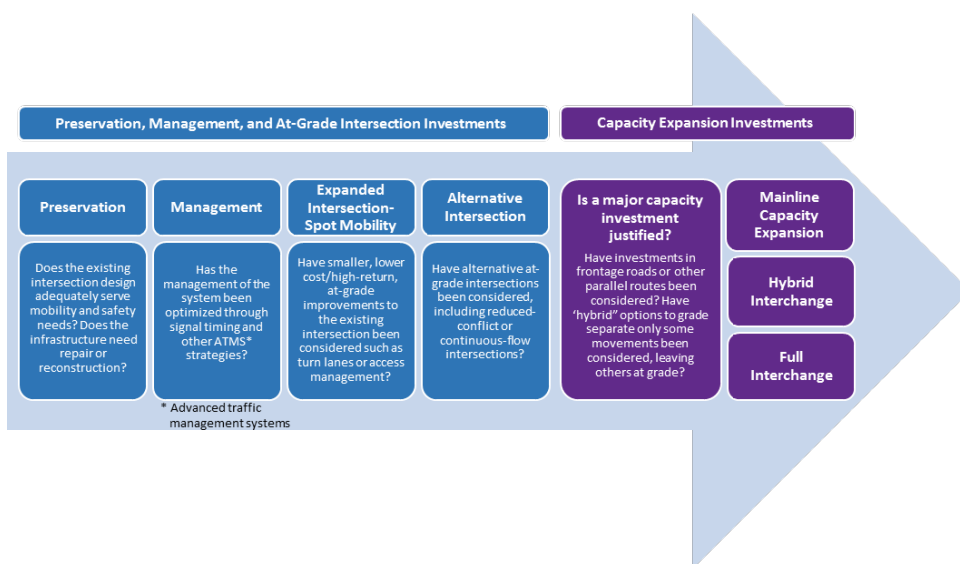 Preservation, Management, and At-Grade Intersection Investments
Capacity Expansion Investments
Preservation
Does the existing
intersection design
adequately serve
mobility and safety
needs? Does the
infrastructure need
repair or
reconstruction?
Management
Has the
management of the
system been
optimized through
signal timing and
other ATMS*
strategies?
* Advanced traffic
management systems
Expanded
Intersection-
Spot Mobility
Have smaller, lower
cost/high-return,
at-grade
improvements to
the existing
intersection been
considered such as
turn lanes or access
management?
Alternative
Intersection
Have alternative at-
grade intersections
been considered,
including reduced-
conflict or
continuous-flow
intersections?
Is a major capacity
investment
justified?
Have investments in
frontage roads or other
parallel routes been
considered? Have
‘hybrid” options to grade
separate only some
movements been
considered, leaving
others at grade?
Mainline
Capacity
Expansion
Hybrid
Interchange
Full
Interchange